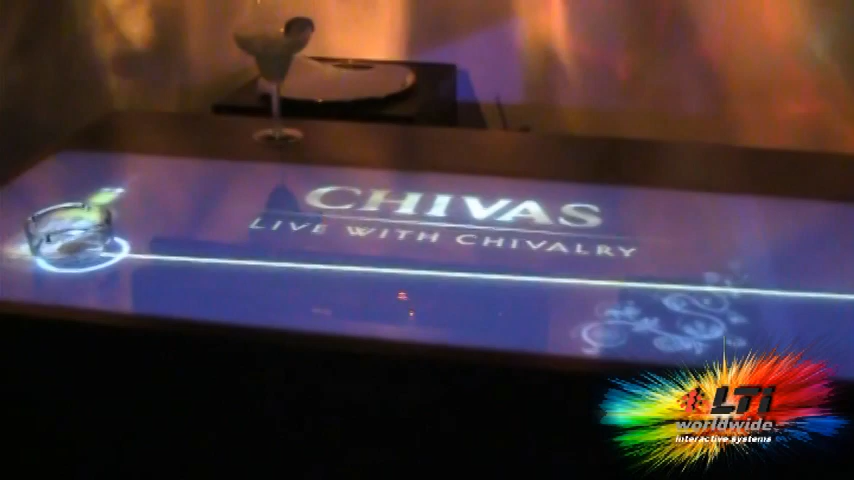 CHIVAS
LIVE WITH CHIVALRY
LTI
worldwide
interactive systems